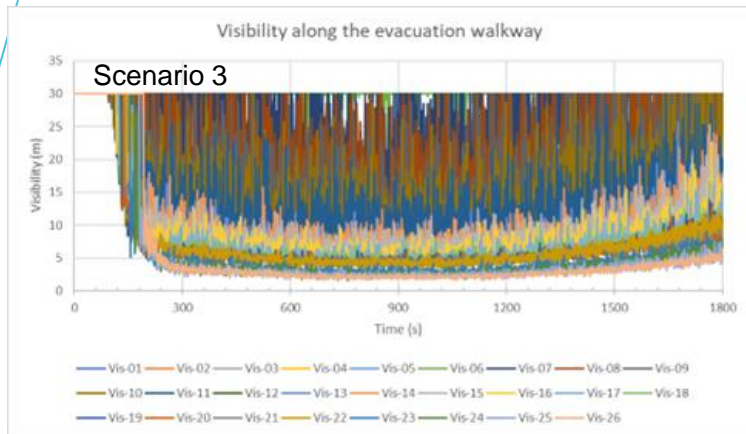 Visibility along the evacuation walkway
Scenario 3
35
30
25
20
15
10
5
0
Visibility (m)
0 300 600 900 1200 1500 1800
Time (s)
Vis-01 Vis-02 Vis-03 Vis-04 Vis-05 Vis-06 Vis-07 Vis-08 Vis-09
Vis-10 Vis-11 Vis-12 Vis-13 Vis-14 Vis-15 Vis-16 Vis-17 Vis-18
Vis-19 Vis-20 Vis-21 Vis-22 Vis-23 Vis-24 Vis-25 Vis-26